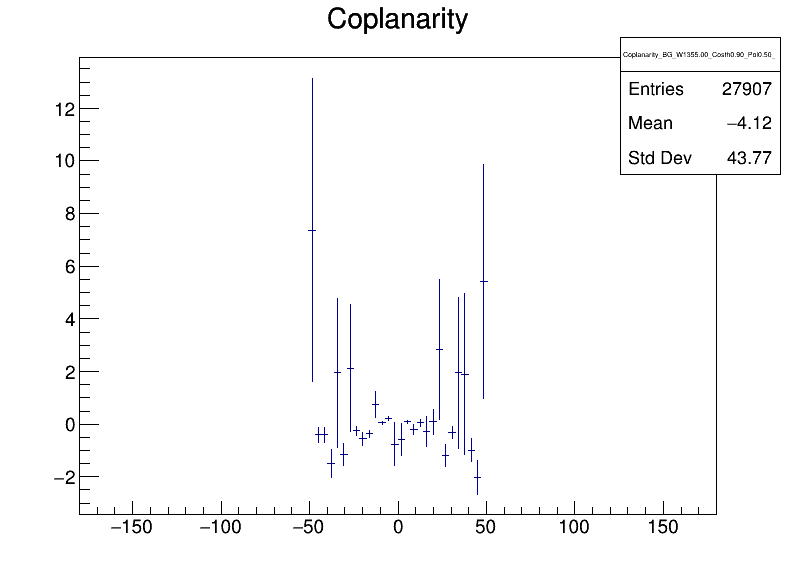 Coplanarity
Coplanarity_BG_W1355.00_Costh0.90_Pol0.50_
Entries 27907
Mean −4.12
Std Dev 43.77
12
10
8
6
4
2
0
−2
−150 −100 −50 0 50 100 150